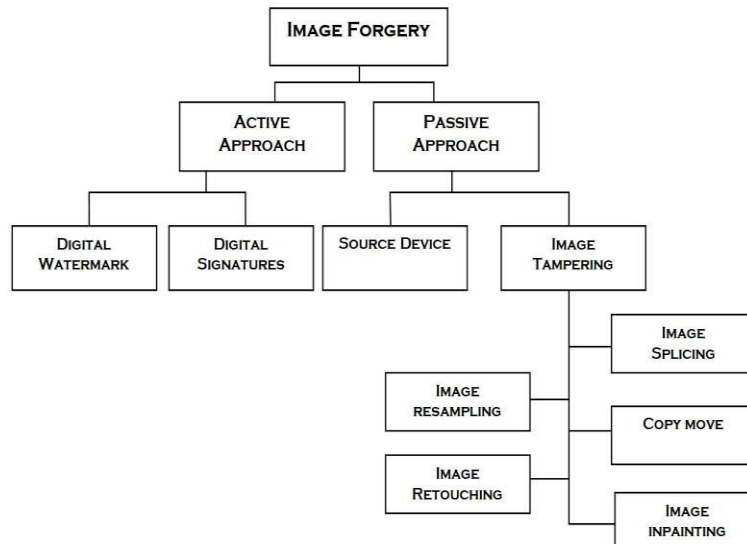 IMAGE FORGERY
ACTIVE
APPROACH
PASSIVE
APPROACH
DIGITAL
WATERMARK
DIGITAL
SIGNATURES
SOURCE DEVICE
IMAGE
TAMPERING
IMAGE
SPLICING
IMAGE
RESAMPLING
COPY MOVE
IMAGE
RETOUCHING
IMAGE
INPAINTING